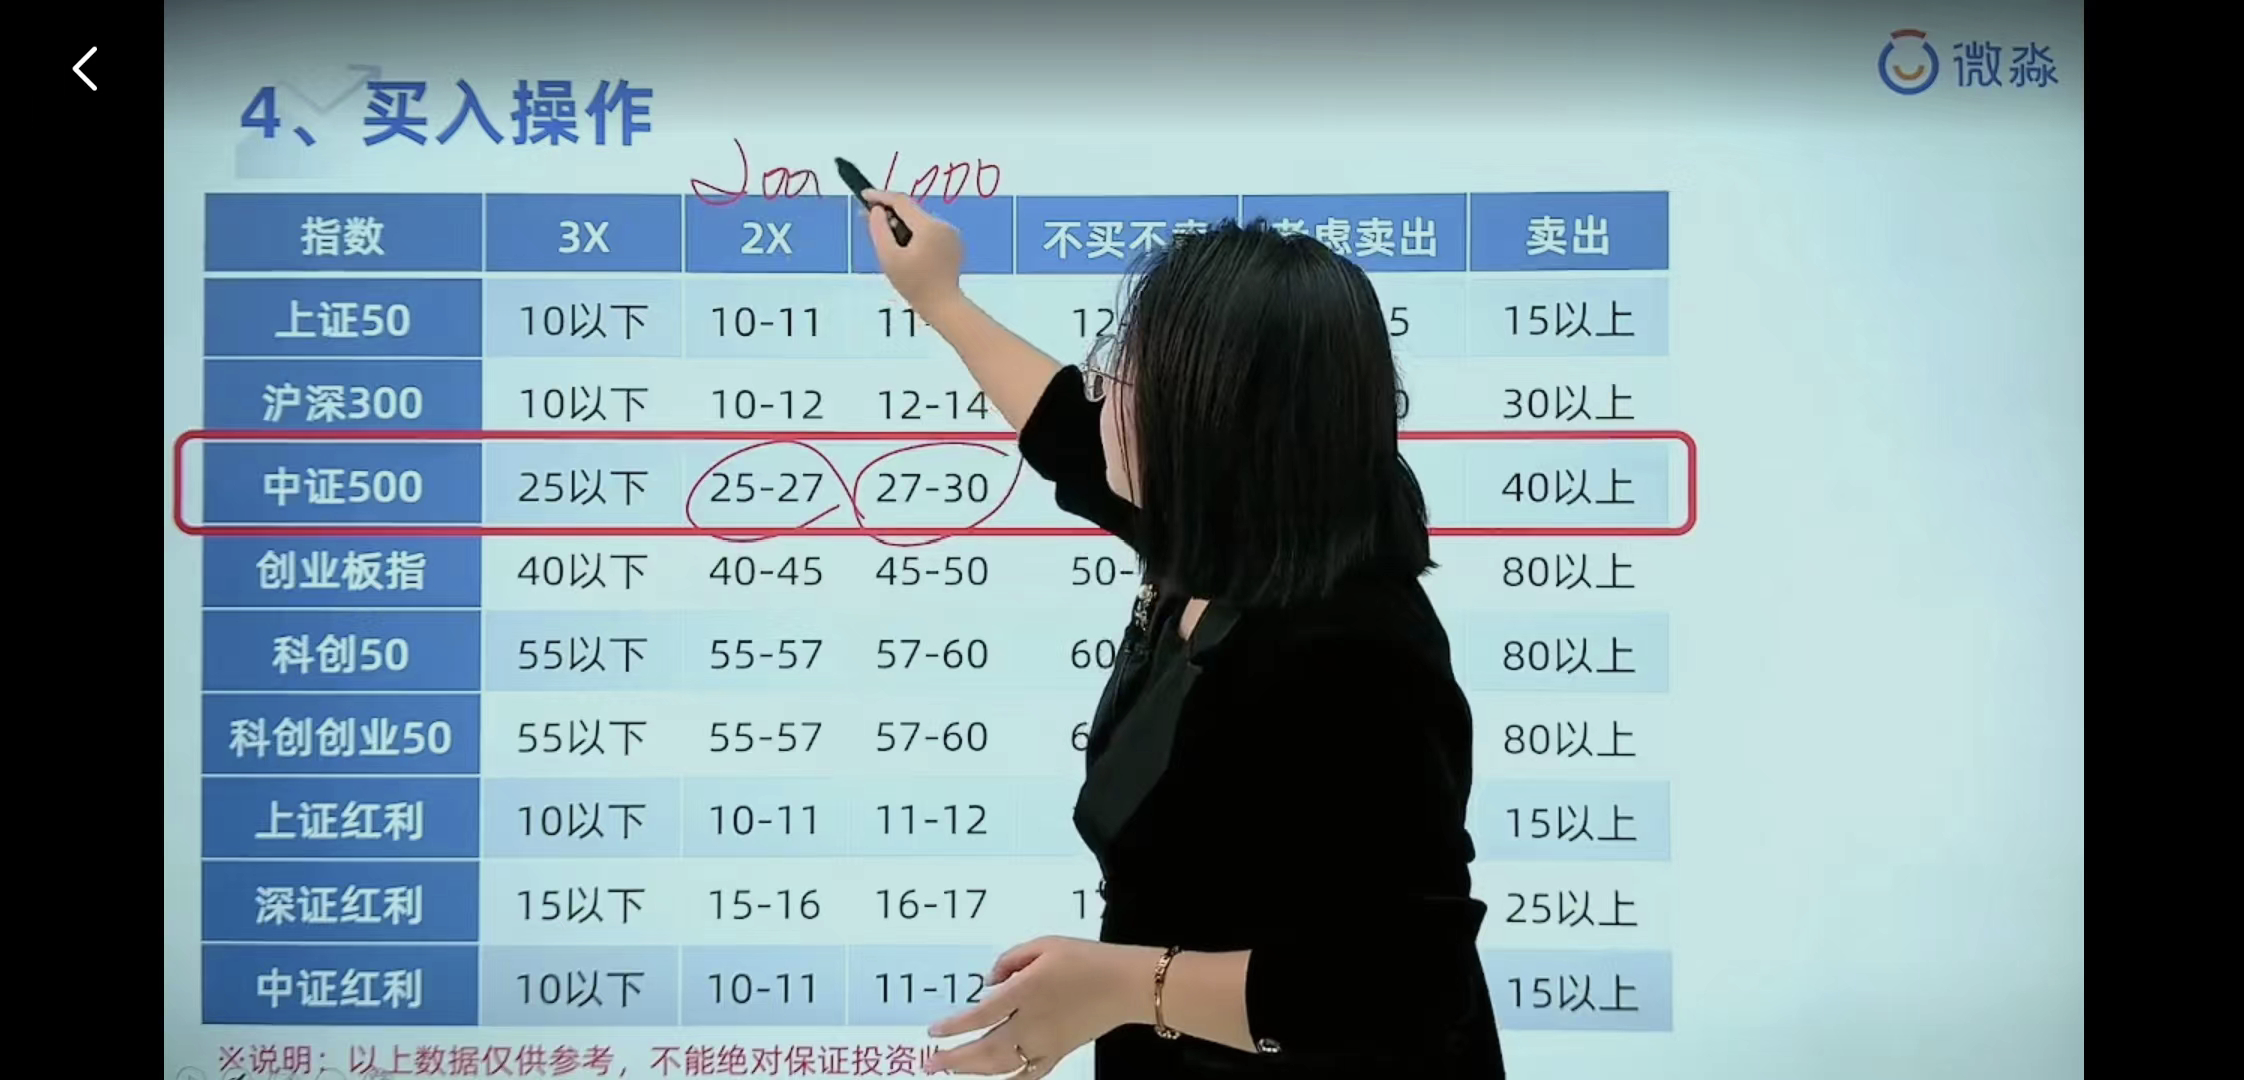 微淼
4、买入操作
2000 1000
指数 3X 2X 不买不 虑卖出 卖出
上证50 10以下 10-11 11- 12- 5 15以上
沪深300 10以下 10-12 12-14 0 30以上
中证500 25以下 25-27 27-30 40以上
创业板指 40以下 40-45 45-50 50- 80以上
科创50 55以下 55-57 57-60 60 80以上
科创创业50 55以下 55-57 57-60 6 80以上
上证红利 10以下 10-11 11-12 15以上
深证红利 15以下 15-16 16-17 17 25以上
中证红利 10以下 10-11 11-12 15以上
※说明：以上数据仅供参考，不能绝对保证投资收